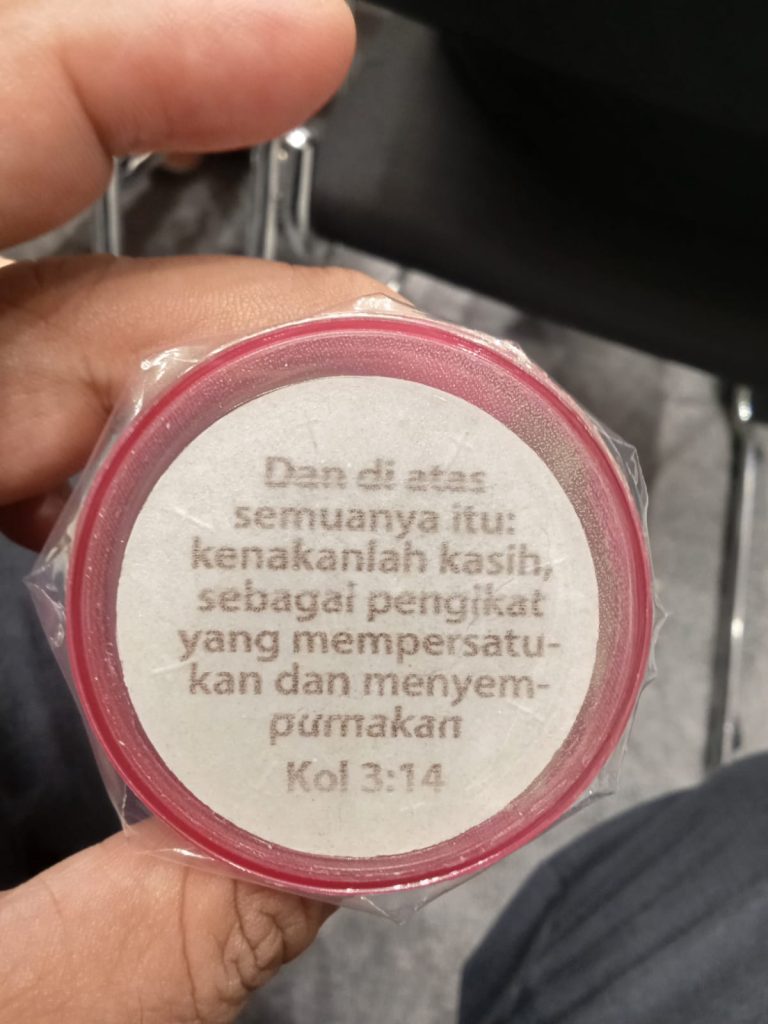 Dan di atas
semuanya itu:
kenakanlah kasih,
sebagai pengikat
yang mempersatu-
kan dan menyem-
purnakan
Kol 3:14